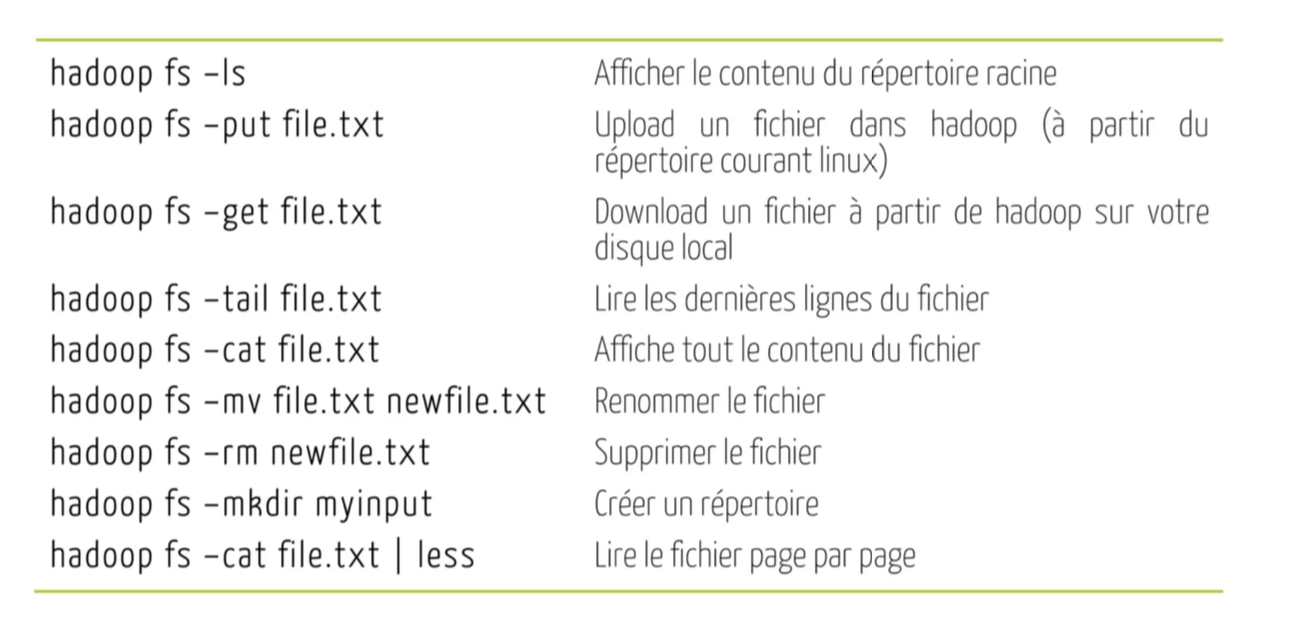 hadoop fs –ls Afficher le contenu du répertoire racine
hadoop fs –put file.txt Upload un fichier dans hadoop (à partir du
répertoire courant linux)
hadoop fs –get file.txt Download un fichier à partir de hadoop sur votre
disque local
hadoop fs –tail file.txt Lire les dernières lignes du fichier
hadoop fs –cat file.txt Affiche tout le contenu du fichier
hadoop fs –mv file.txt newfile.txt Renommer le fichier
hadoop fs –rm newfile.txt Supprimer le fichier
hadoop fs –mkdir myinput Créer un répertoire
hadoop fs –cat file.txt | less Lire le fichier page par page